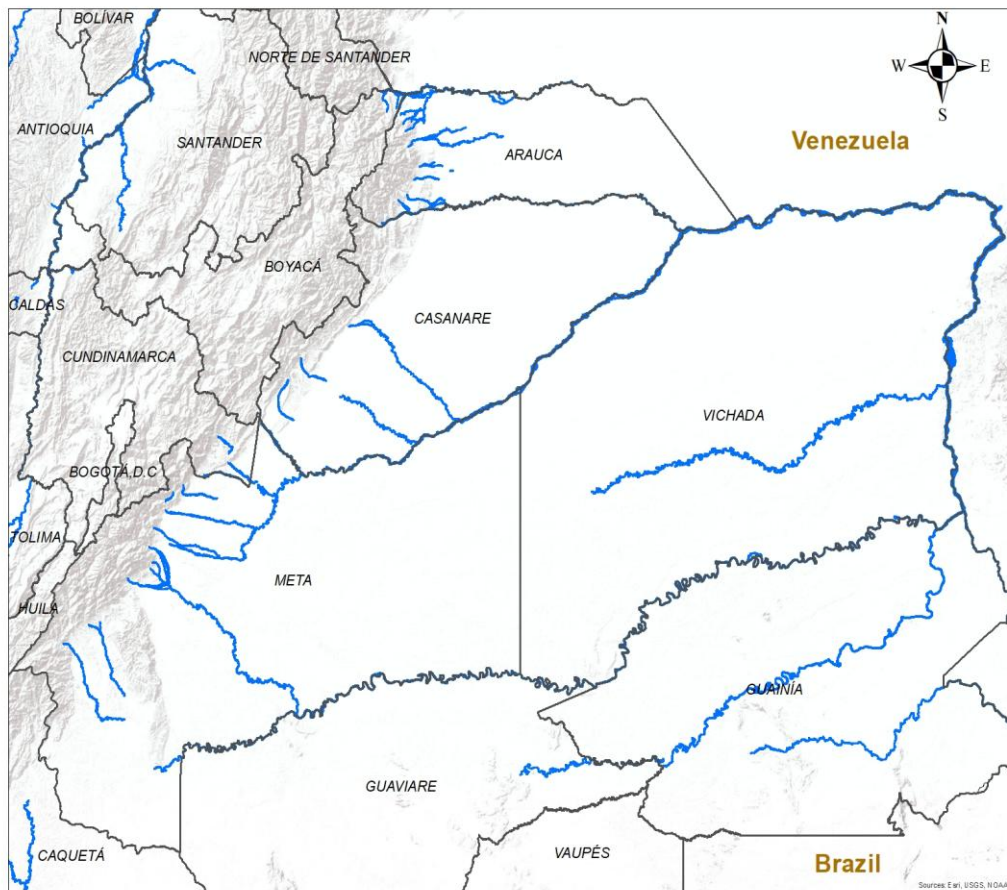 BOLÍVAR
N
NORTE DE SANTANDER
W
E
S
ANTIOQUIA
SANTANDER
ARAUCA
Venezuela
BOYACÁ
CALDAS
CASANARE
CUNDINAMARCA
VICHADA
BOGOTÁ D.C
TOLIMA
META
HUILA
GUAINÍA
GUAVIARE
CAQUETÁ
VAUPÉS
Brazil
Sources: Esri, USGS, NOAA